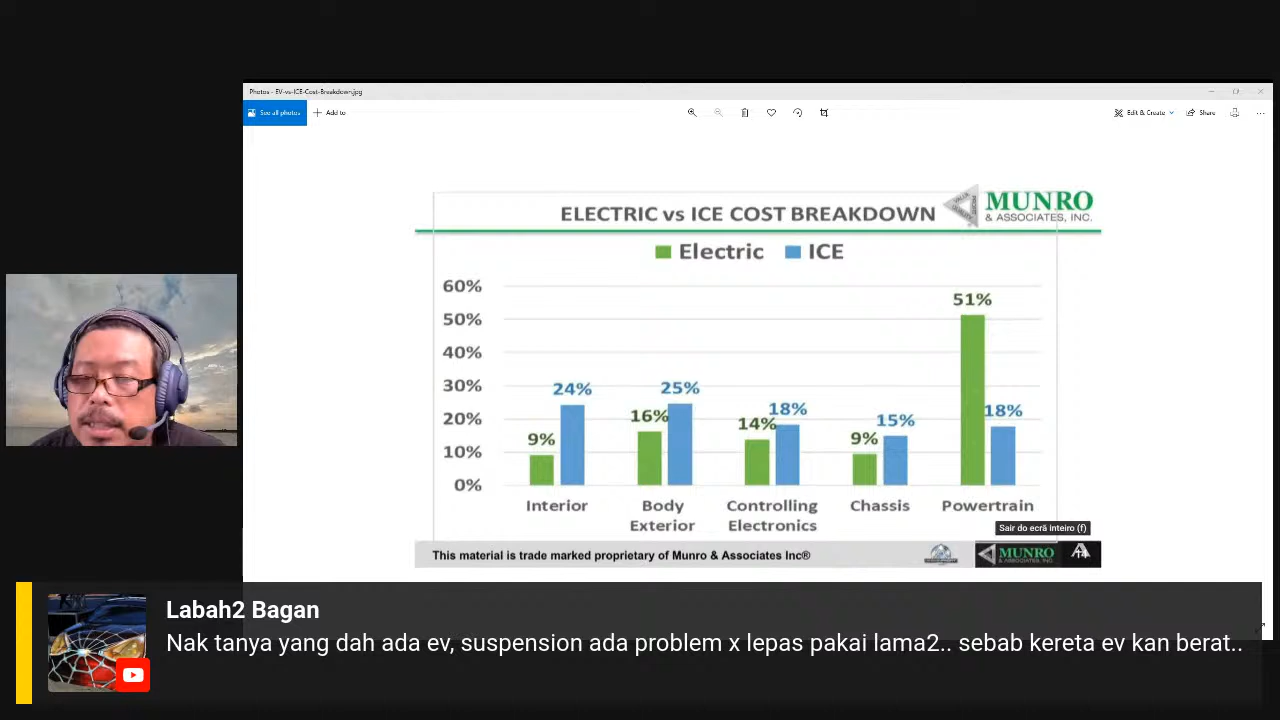 Photos - EV-vs-ICE-Cost-Breakdown.jpg
See all photos
Add to
Edit & Create
Share
ELECTRIC vs ICE COST BREAKDOWN
MUNRO
& ASSOCIATES, INC.
Electric
ICE
60%
50%
40%
30%
20%
10%
0%
9%
24%
16%
25%
14%
18%
9%
15%
51%
18%
Interior
Body
Exterior
Controlling
Electronics
Chassis
Powertrain
Sair do ecrã inteiro (f)
This material is trade marked proprietary of Munro & Associates Inc®
MUNRO
& ASSOCIATES, INC.
Labah2 Bagan
Nak tanya yang dah ada ev, suspension ada problem x lepas pakai lama2.. sebab kereta ev kan berat..